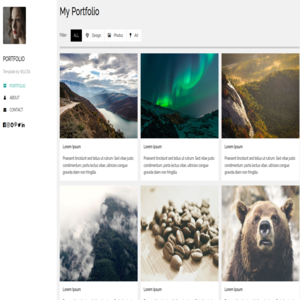 My Portfolio
PORTFOLIO
Template by W3.CSS
PORTFOLIO
ABOUT
CONTACT
Filter: ALL Design Photos Art
Lorem Ipsum
Praesent tincidunt sed tellus ut rutrum. Sed vitae justo
condimentum, porta lectus vitae, ultricies congue
gravida diam non fringilla.
Lorem Ipsum
Praesent tincidunt sed tellus ut rutrum. Sed vitae justo
condimentum, porta lectus vitae, ultricies congue
gravida diam non fringilla.
Lorem Ipsum
Praesent tincidunt sed tellus ut rutrum. Sed vitae justo
condimentum, porta lectus vitae, ultricies congue
gravida diam non fringilla.
Lorem Ipsum
Lorem Ipsum
Lorem Ipsum